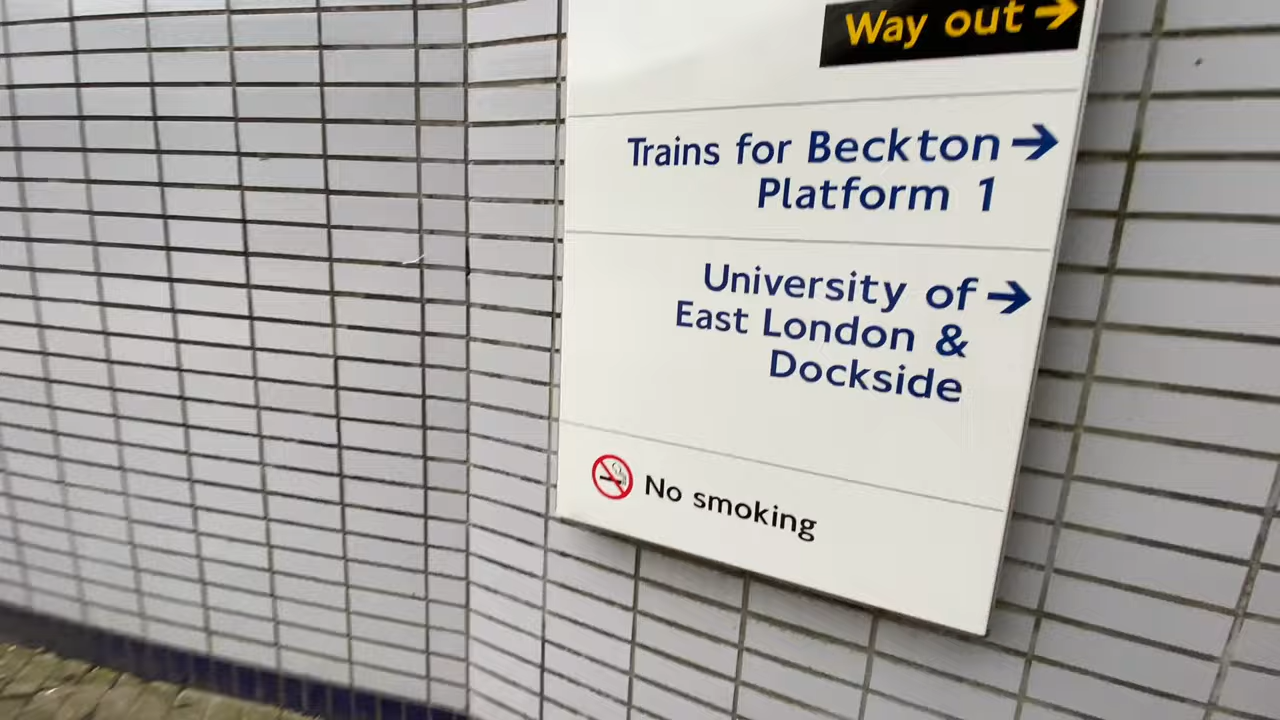 Way out →
Trains for Beckton →
Platform 1
University of →
East London &
Dockside
No smoking